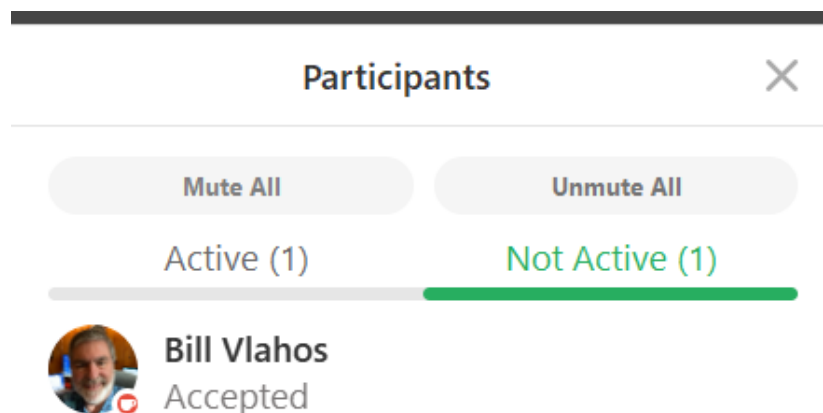 Participants
Mute All Unmute All
Active (1) Not Active (1)
Bill Vlahos
Accepted